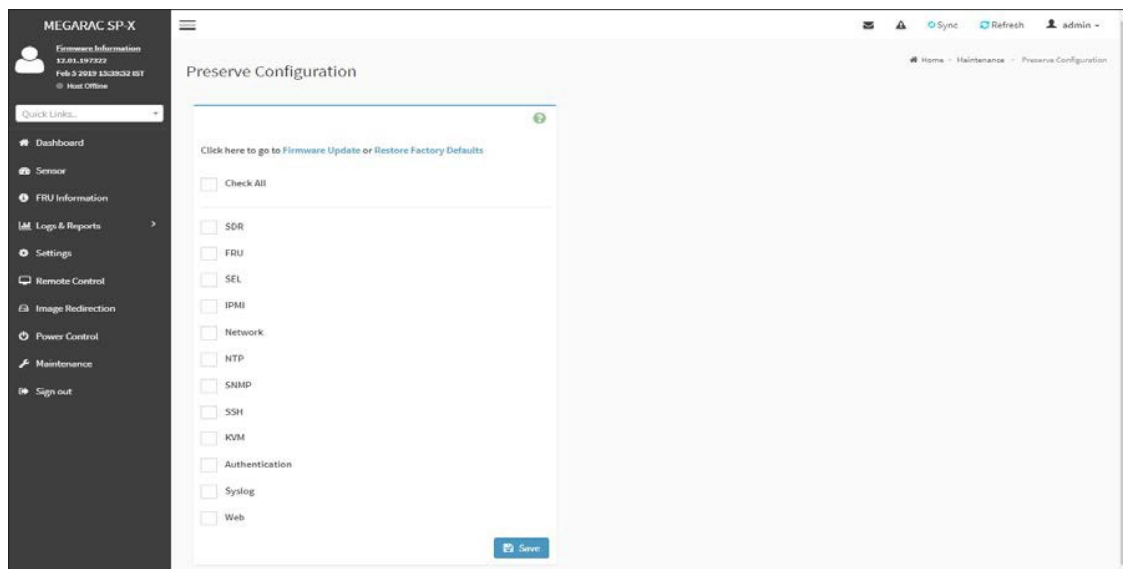 MEGARAC SP-X
Firmware Information
12.01.197322
Feb 5 2019 15:39:52 IST
Host Offline
Quick Links...
Dashboard
Sensor
FRU Information
Logs & Reports
Settings
Remote Control
Image Redirection
Power Control
Maintenance
Sign out
Sync Refresh admin
Preserve Configuration
Home - Maintenance - Preserve Configuration
Click here to go to Firmware Update or Restore Factory Defaults
Check All
SDR
FRU
SEL
IPMI
Network
NTP
SNMP
SSH
KVM
Authentication
Syslog
Web
Save